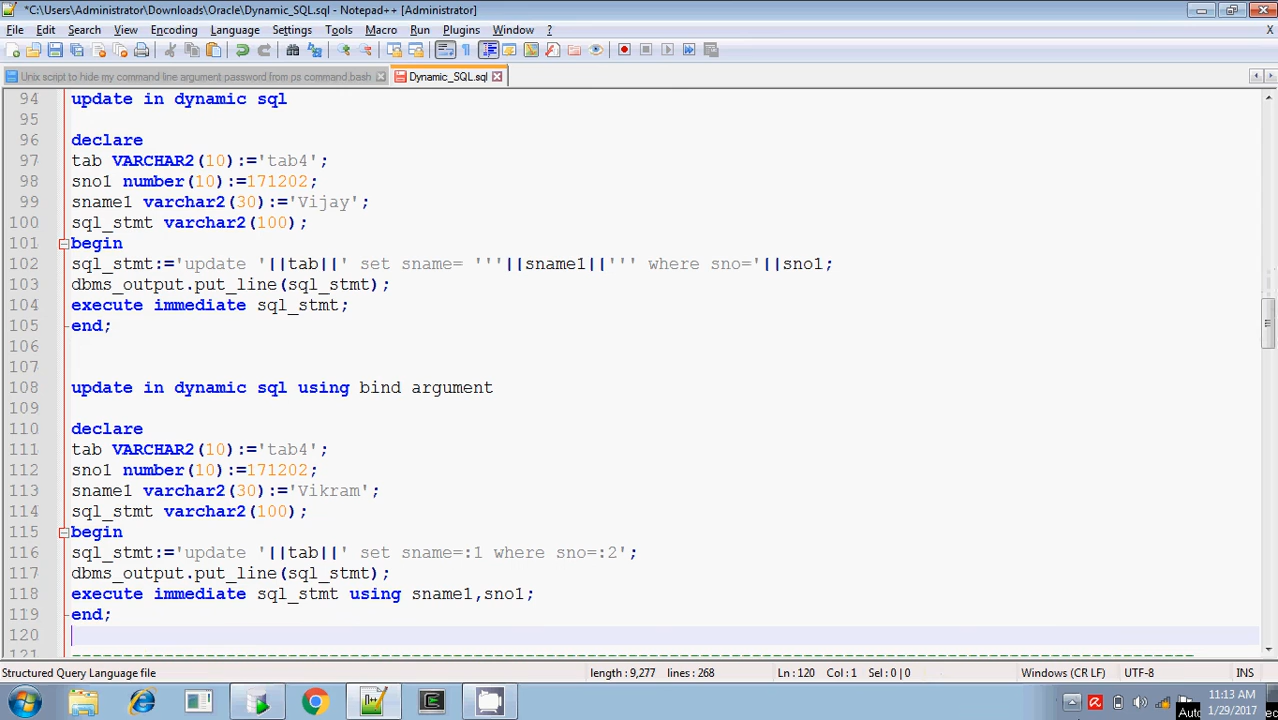 *C:\Users\Administrator\Downloads\Oracle\Dynamic_SQL.sql - Notepad++ [Administrator]
File Edit Search View Encoding Language Settings Tools Macro Run Plugins Window ? X
Unix script to hide my command line argument password from ps command.bash Dynamic_SQL.sql
94 update in dynamic sql
95
96 declare
97 tab VARCHAR2(10):='tab4';
98 sno1 number(10):=171202;
99 sname1 varchar2(30):='Vijay';
100 sql_stmt varchar2(100);
101 begin
102 sql_stmt:='update '||tab||' set sname= '''||sname1||''' where sno='||sno1;
103 dbms_output.put_line(sql_stmt);
104 execute immediate sql_stmt;
105 end;
106
107
108 update in dynamic sql using bind argument
109
110 declare
111 tab VARCHAR2(10):='tab4';
112 sno1 number(10):=171202;
113 sname1 varchar2(30):='Vikram';
114 sql_stmt varchar2(100);
115 begin
116 sql_stmt:='update '||tab||' set sname=:1 where sno=:2';
117 dbms_output.put_line(sql_stmt);
118 execute immediate sql_stmt using sname1,sno1;
119 end;
120
121 -------------------------------------------------------------------------------------------------------------
Structured Query Language file length : 9,277 lines : 268 Ln : 120 Col : 1 Sel : 0 | 0 Windows (CR LF) UTF-8 INS
11:13 AM
1/29/2017